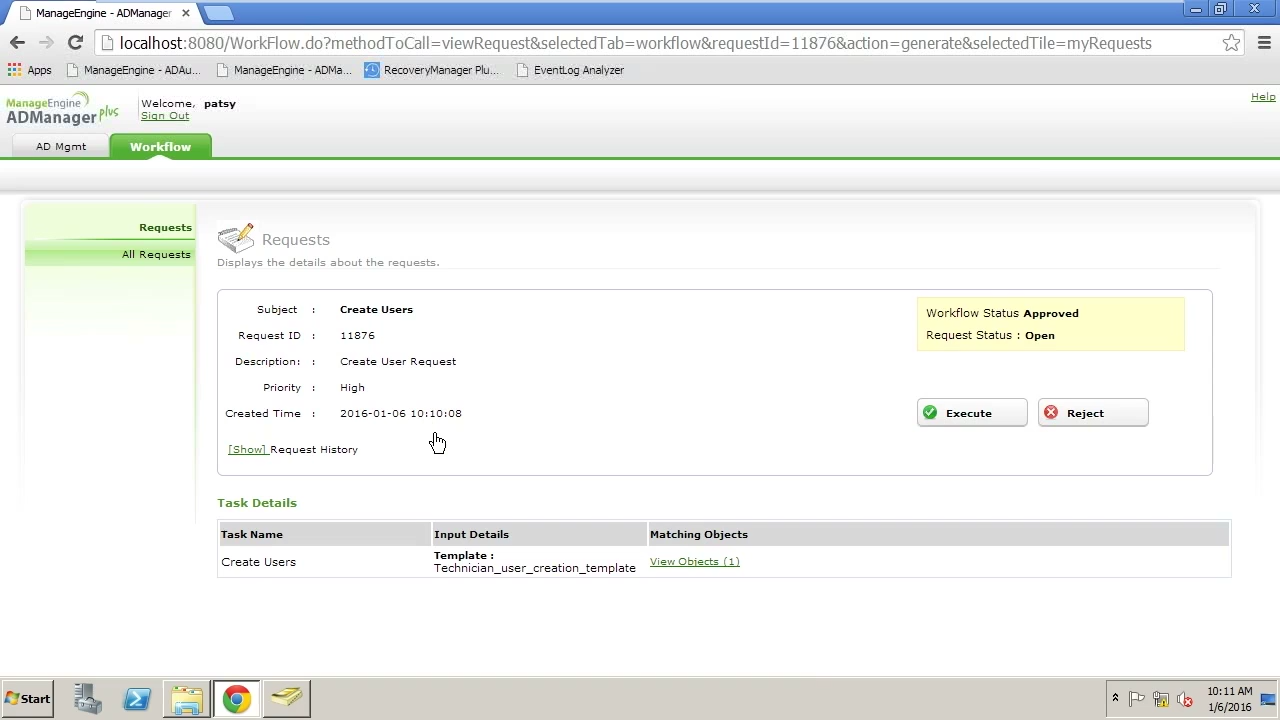 ManageEngine - ADManager
localhost:8080/WorkFlow.do?methodToCall=viewRequest&selectedTab=workflow&requestId=11876&action=generate&selectedTile=myRequests
Apps ManageEngine - ADAu... ManageEngine - ADMa... RecoveryManager Plu... EventLog Analyzer
Help
ManageEngine
ADManager plus
Welcome, patsy
Sign Out
AD Mgmt Workflow
Requests
All Requests
Requests
Displays the details about the requests.
Subject : Create Users
Request ID : 11876
Description: : Create User Request
Priority : High
Created Time : 2016-01-06 10:10:08
[Show] Request History
Workflow Status Approved
Request Status : Open
Execute Reject
Task Details
Task Name Input Details Matching Objects
Create Users Template : Technician_user_creation_template View Objects (1)
Start
10:11 AM
1/6/2016